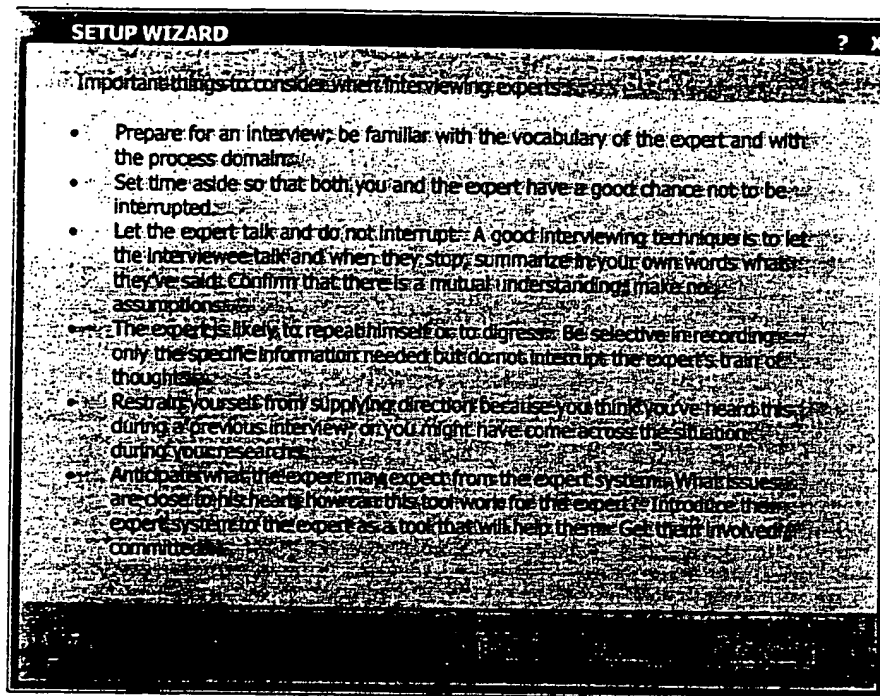 SETUP WIZARD ? X
Important things to consider when interviewing experts
• Prepare for an interview; be familiar with the vocabulary of the expert and with
the process domain.
• Set time aside so that both you and the expert have a good chance not to be
interrupted.
• Let the expert talk and do not interrupt. A good interviewing technique is to let
the interviewee talk and when they stop, summarize in your own words what
they've said. Confirm that there is a mutual understanding, make no
assumptions.
• The expert is likely to repeat himself or to digress. Be selective in recording
only the specific information needed but do not interrupt the expert's train of
thought.
• Restrain yourself from supplying direction because you think you've heard this
during a previous interview, or you might have come across the situation
during your research.
• Anticipate what the expert may expect from the expert system. What issues
are close to his heart, how can this tool work for the expert? Introduce the
expert system to the expert as a tool that will help them. Get them involved,
committed.